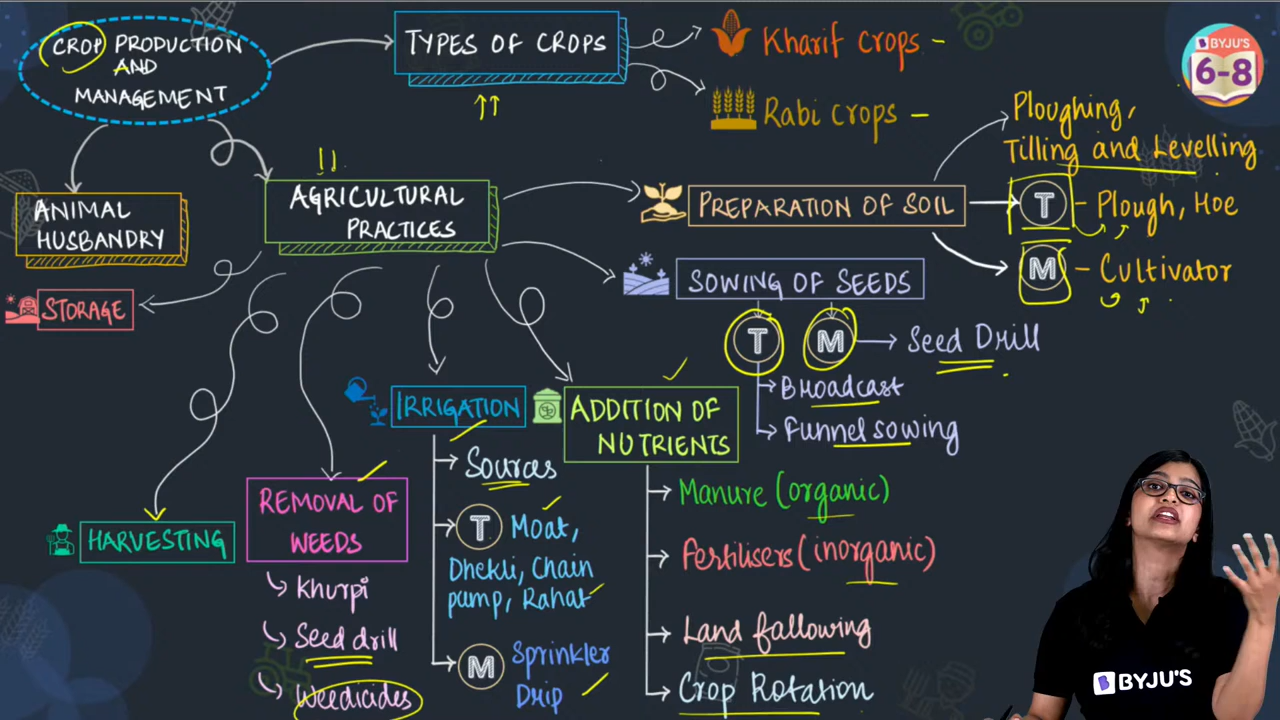 CROP PRODUCTION
AND
MANAGEMENT
TYPES OF CROPS
Kharif crops -
Rabi crops -
BYJU'S
6-8
ANIMAL
HUSBANDRY
AGRICULTURAL
PRACTICES
PREPARATION OF SOIL
Ploughing,
Tilling and Levelling
T - Plough, Hoe
M - Cultivator
SOWING OF SEEDS
T M Seed Drill
Broadcast
Funnel sowing
STORAGE
HARVESTING
REMOVAL OF
WEEDS
Khurpi
Seed drill
Weedicides
IRRIGATION
Sources
T Moat,
Dhekli, Chain
pump, Rahat
M Sprinkler
Drip
ADDITION OF
NUTRIENTS
Manure (organic)
Fertilisers (inorganic)
Land fallowing
Crop Rotation
BYJU'S